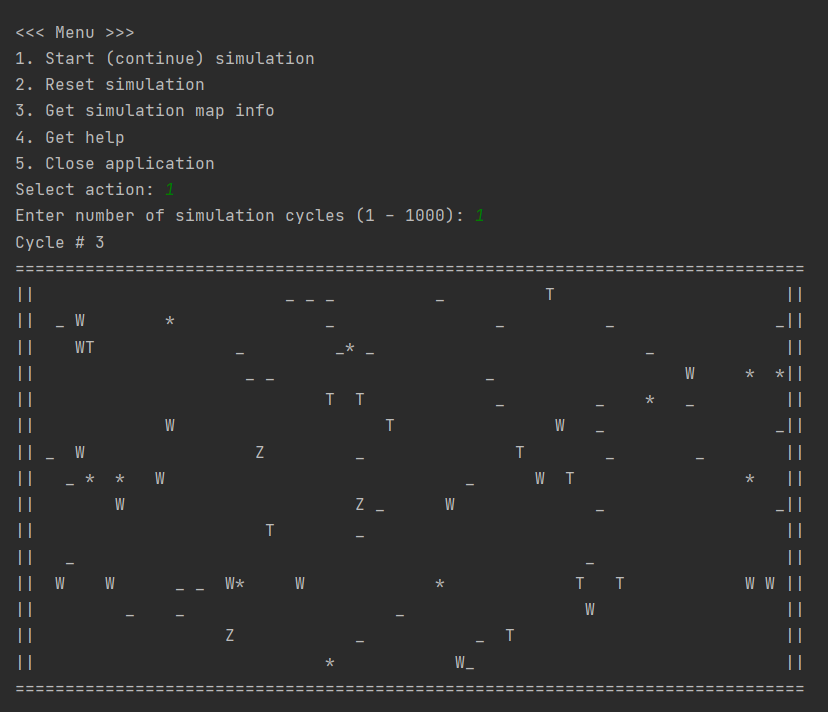 <<< Menu >>>
1. Start (continue) simulation
2. Reset simulation
3. Get simulation map info
4. Get help
5. Close application
Select action: 1
Enter number of simulation cycles (1 - 1000): 1
Cycle # 3
===============================================================================
||                         _ _ _          _          T                       ||
||  _ W        *               _                _          _                _||
||    WT              _         _* _                           _             ||
||                     _ _                     _                   W     *  *||
||                             T  T             _         _    *   _         ||
||             W                     T                W   _                 _||
|| _  W                 Z         _               T        _        _        ||
||   _ *  *   W                              _      W  T                 *   ||
||        W                       Z _      W              _                 _||
||                       T        _                                          ||
||   _                                                   _                   ||
||  W    W      _ _  W*     W             *             T   T            W W ||
||         _    _                     _                  W                   ||
||                   Z            _           _  T                           ||
||                             *            W_                               ||
===============================================================================